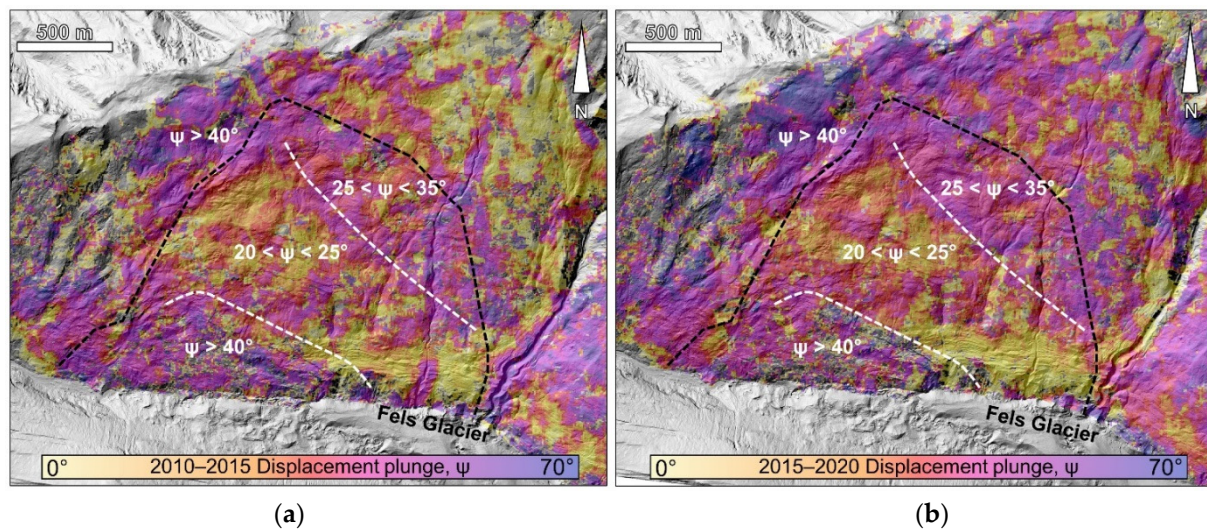 500 m
N
ψ > 40°
25 < ψ < 35°
20 < ψ < 25°
ψ > 40°
Fels Glacier
0° 2010–2015 Displacement plunge, ψ 70°
(a)
500 m
N
ψ > 40°
25 < ψ < 35°
20 < ψ < 25°
ψ > 40°
Fels Glacier
0° 2015–2020 Displacement plunge, ψ 70°
(b)